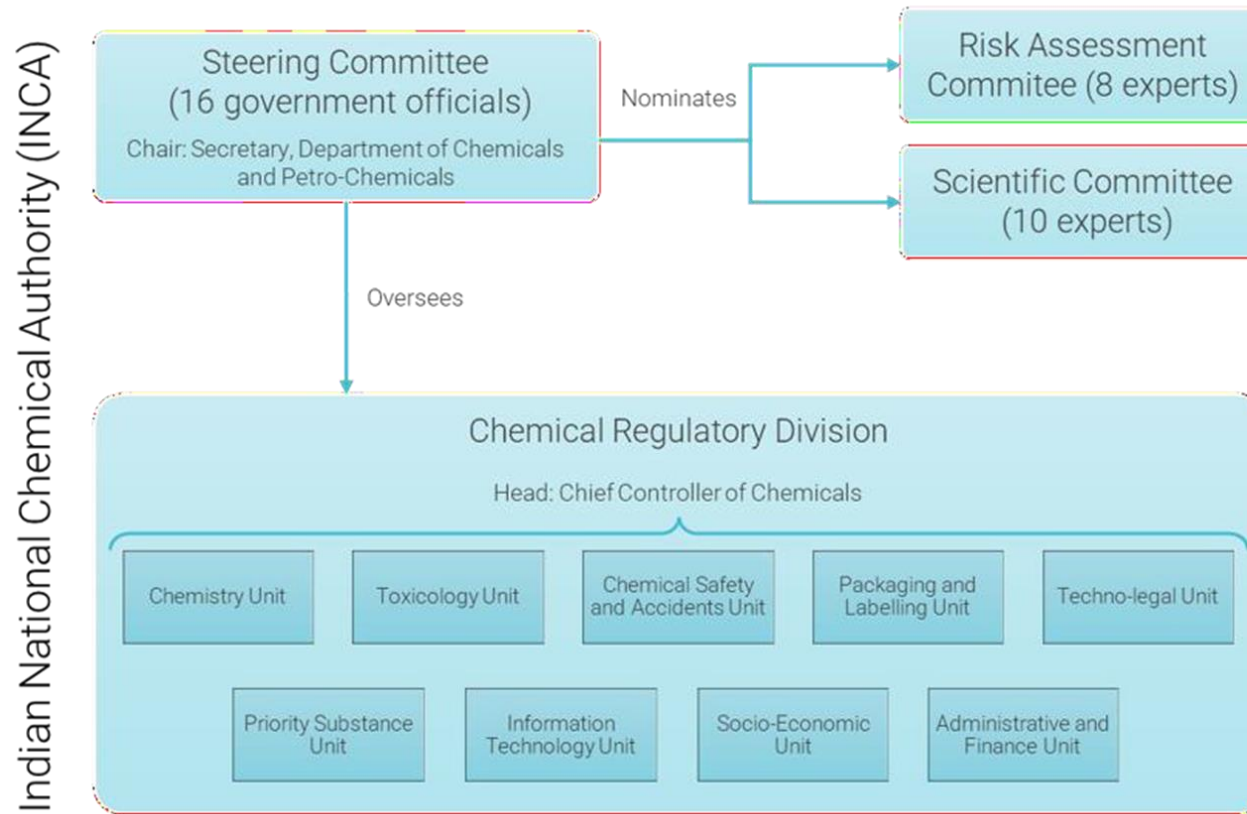 Indian National Chemical Authority (INCA)
Steering Committee
(16 government officials)
Chair: Secretary, Department of Chemicals
and Petro-Chemicals
Nominates
Risk Assessment
Commitee (8 experts)
Scientific Committee
(10 experts)
Oversees
Chemical Regulatory Division
Head: Chief Controller of Chemicals
Chemistry Unit
Toxicology Unit
Chemical Safety
and Accidents Unit
Packaging and
Labelling Unit
Techno-legal Unit
Priority Substance
Unit
Information
Technology Unit
Socio-Economic
Unit
Administrative and
Finance Unit